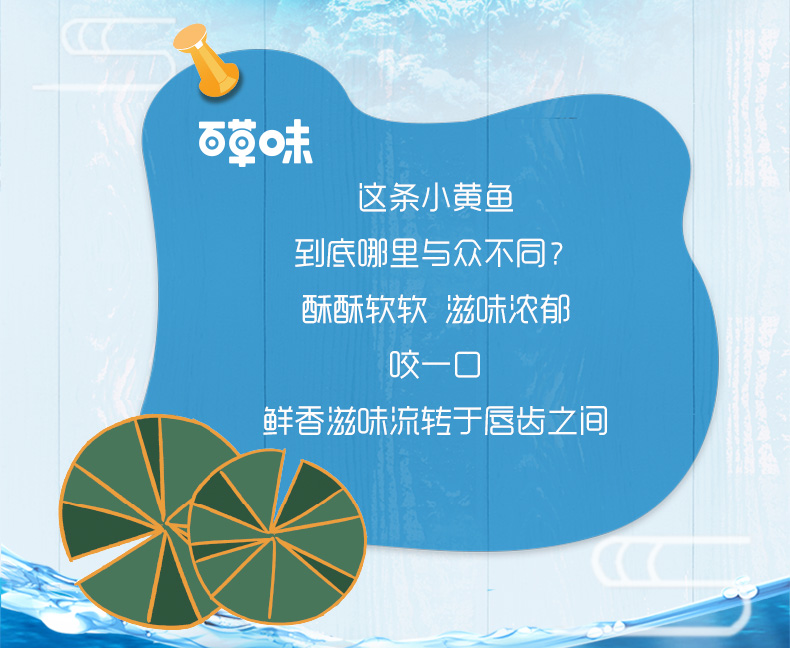 百草味
这条小黄鱼
到底哪里与众不同？
酥酥软软 滋味浓郁
咬一口
鲜香滋味流转于唇齿之间